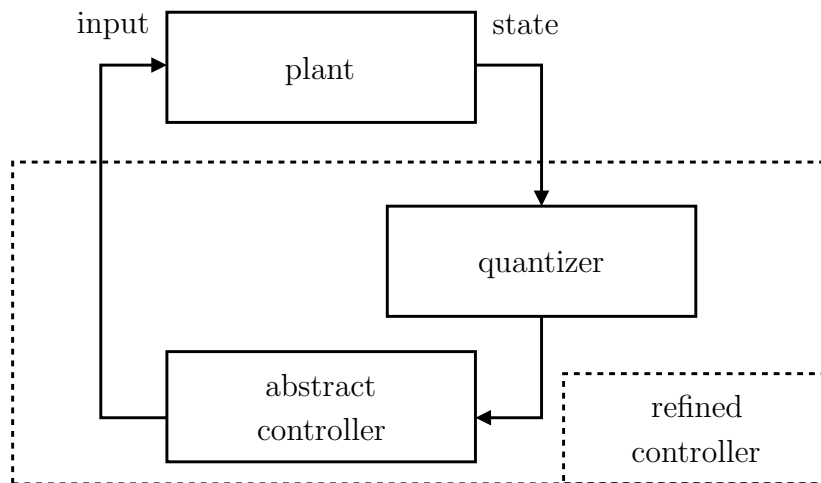 input
state
plant
quantizer
abstract
controller
refined
controller